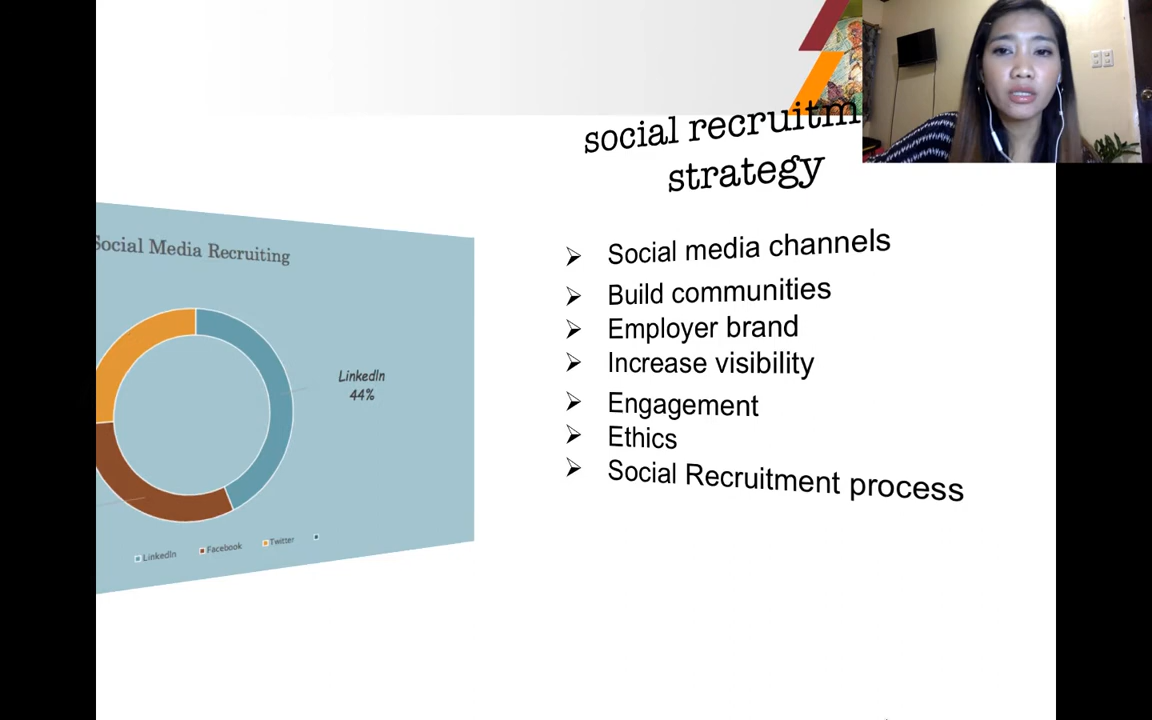 social recruitm
strategy
Social Media Recruiting
LinkedIn
44%
LinkedIn
Facebook
Twitter
Social media channels
Build communities
Employer brand
Increase visibility
Engagement
Ethics
Social Recruitment process